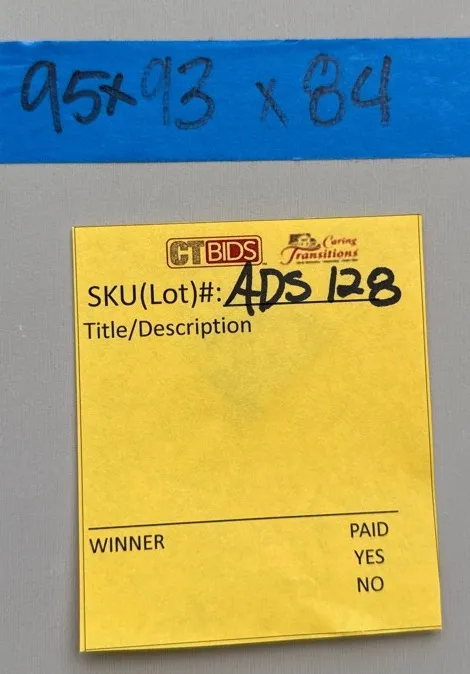 95x93 x 84
CTBIDS Caring
Transitions
SKU(Lot)#: ADS 128
Title/Description
WINNER PAID
YES
NO